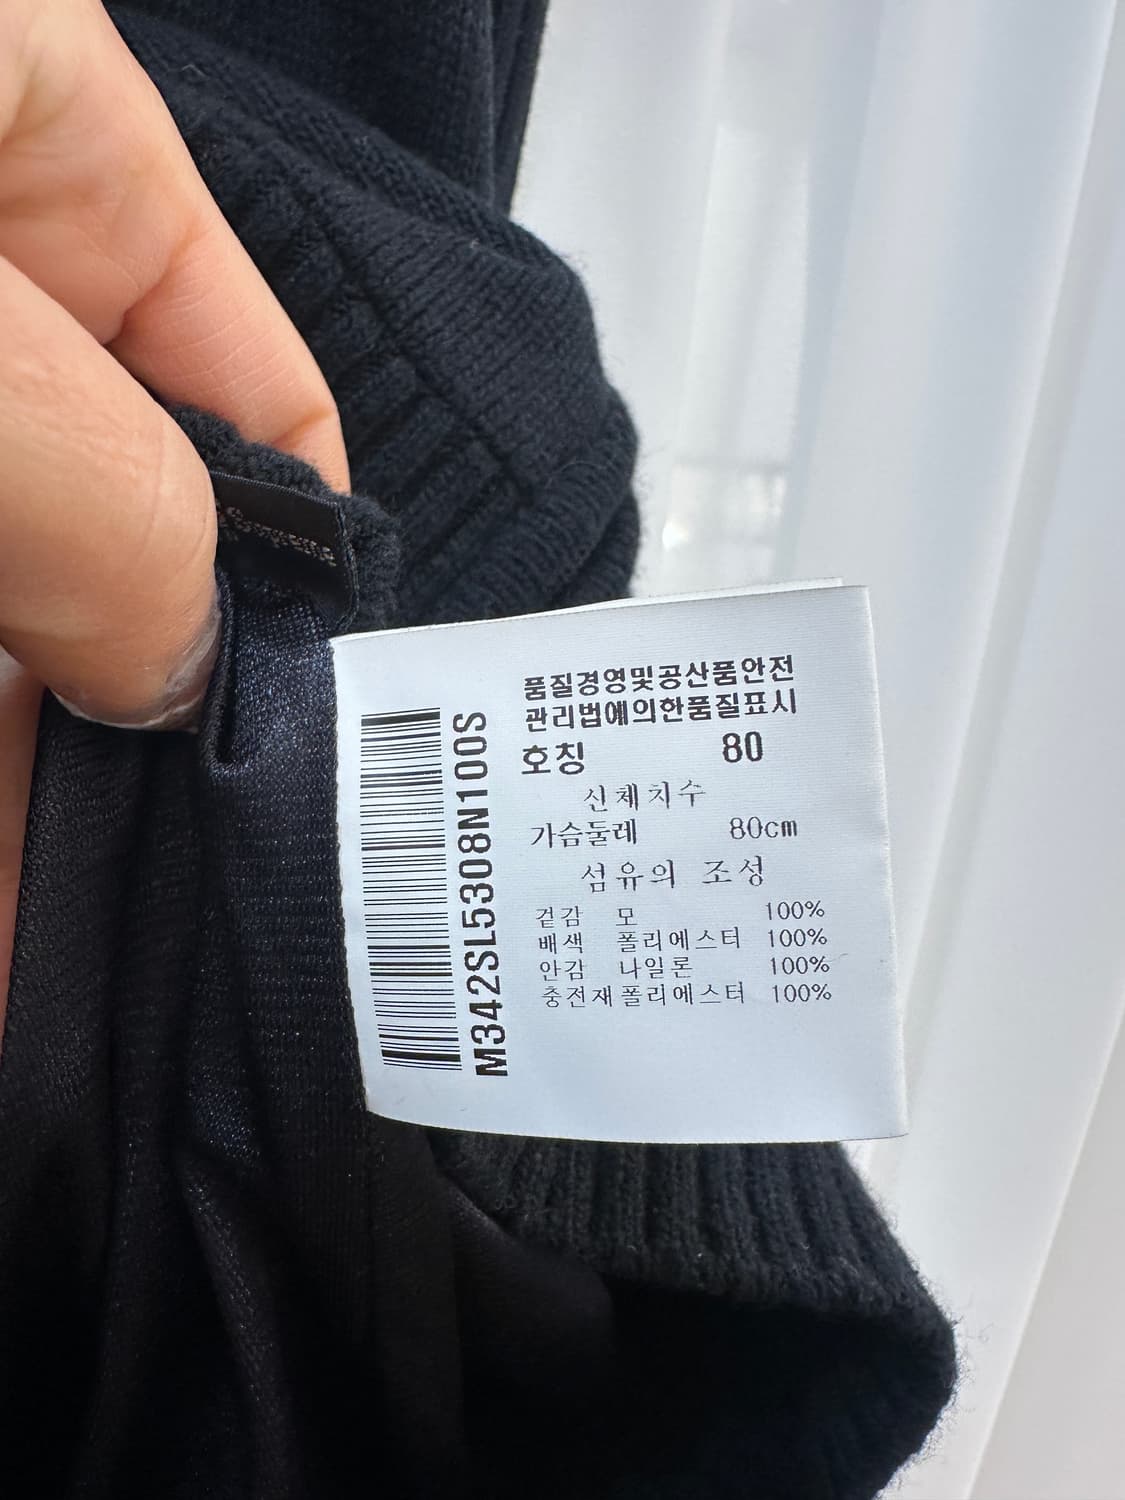 품질경영및공산품안전
관리법에의한품질표시
호칭 80
신체치수
가슴둘레 80cm
섬유의 조성
겉감 모 100%
배색 폴리에스터 100%
안감 나일론 100%
충전재 폴리에스터 100%
M342SL5308N100S